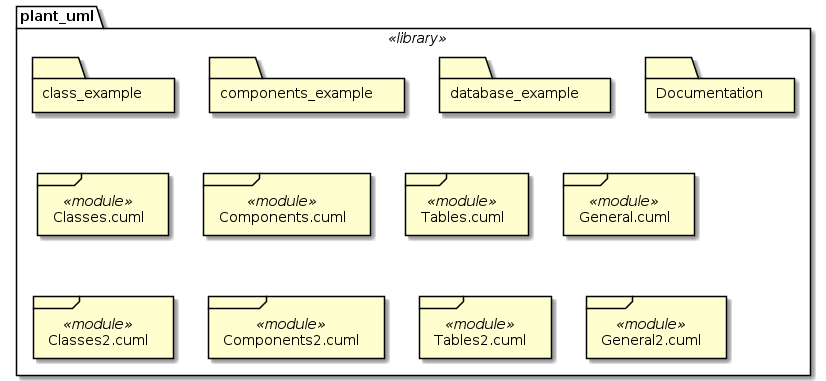 plant_uml
«library»
class_example
components_example
database_example
Documentation
«module»
Classes.cuml
«module»
Components.cuml
«module»
Tables.cuml
«module»
General.cuml
«module»
Classes2.cuml
«module»
Components2.cuml
«module»
Tables2.cuml
«module»
General2.cuml